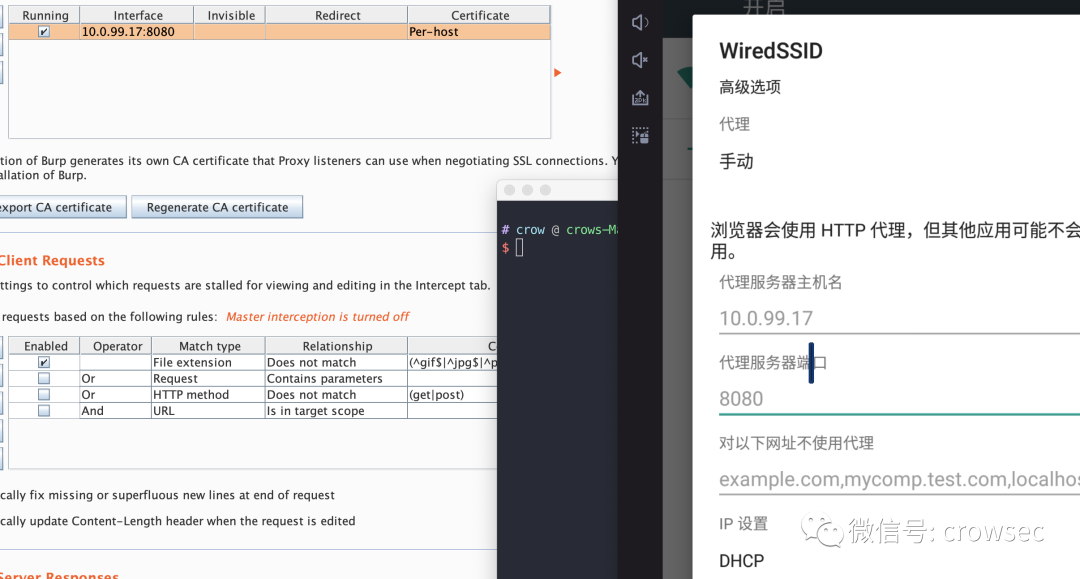 Running Interface Invisible Redirect Certificate
10.0.99.17:8080 Per-host
tion of Burp generates its own CA certificate that Proxy listeners can use when negotiating SSL connections. Y
allation of Burp.
export CA certificate Regenerate CA certificate
Client Requests
ttings to control which requests are stalled for viewing and editing in the Intercept tab.
requests based on the following rules: Master interception is turned off
Enabled Operator Match type Relationship C
File extension Does not match (^gif$|^jpg$|^p
Or Request Contains parameters
Or HTTP method Does not match (get|post)
And URL Is in target scope
cally fix missing or superfluous new lines at end of request
cally update Content-Length header when the request is edited
Server Responses
# crow @ crows-Ma
$
开启
WiredSSID
高级选项
代理
手动
浏览器会使用 HTTP 代理，但其他应用可能不会
用。
代理服务器主机名
10.0.99.17
代理服务器端口
8080
对以下网址不使用代理
example.com,mycomp.test.com,localhos
IP 设置
DHCP
微信号: crowsec